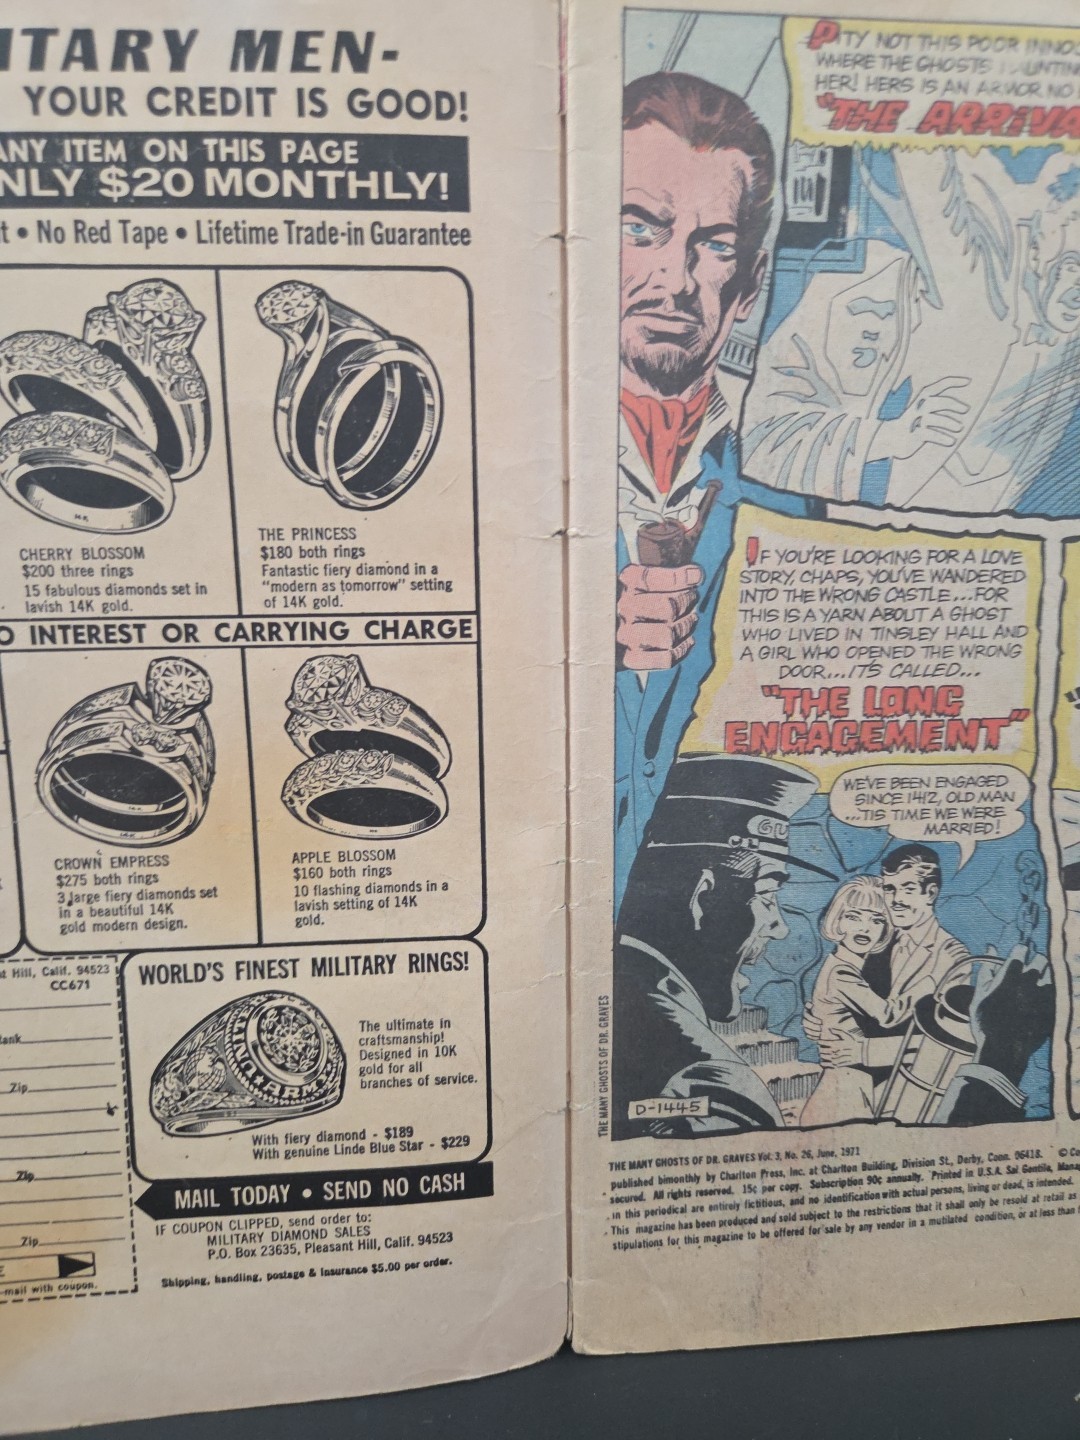 ITARY MEN-
YOUR CREDIT IS GOOD!
ANY ITEM ON THIS PAGE
NLY $20 MONTHLY!
t • No Red Tape • Lifetime Trade-in Guarantee
CHERRY BLOSSOM
$200 three rings
15 fabulous diamonds set in
lavish 14K gold.
THE PRINCESS
$180 both rings
Fantastic fiery diamond in a
"modern as tomorrow" setting
of 14K gold.
O INTEREST OR CARRYING CHARGE
CROWN EMPRESS
$275 both rings
3 large fiery diamonds set
in a beautiful 14K
gold modern design.
APPLE BLOSSOM
$160 both rings
10 flashing diamonds in a
lavish setting of 14K
gold.
t Hill, Calif. 94523
CC671
ank
Zip
Zip
Zip
E
-mail with coupon.
WORLD'S FINEST MILITARY RINGS!
The ultimate in
craftsmanship!
Designed in 10K
gold for all
branches of service.
ARMY
With fiery diamond - $189
With genuine Linde Blue Star - $229
MAIL TODAY • SEND NO CASH
IF COUPON CLIPPED, send order to:
MILITARY DIAMOND SALES
P.O. Box 23635, Pleasant Hill, Calif. 94523
Shipping, handling, postage & Insurance $5.00 per order.
PITY NOT THIS POOR INNO
WHERE THE GHOSTS
HER! HERS IS AN ARMOR NO
"THE ARRIVA
IF YOU'RE LOOKING FOR A LOVE
STORY, CHAPS, YOU'VE WANDERED
INTO THE WRONG CASTLE...FOR
THIS IS A YARN ABOUT A GHOST
WHO LIVED IN TINSLEY HALL AND
A GIRL WHO OPENED THE WRONG
DOOR...IT'S CALLED...
"THE LONG
ENGAGEMENT"
WE'VE BEEN ENGAGED
SINCE 1412, OLD MAN
...'TIS TIME WE WERE
MARRIED!
GU
D-1445
THE MANY GHOSTS OF DR. GRAVES
THE MANY GHOSTS OF DR. GRAVES Vol. 3, No. 26, June, 1971
published bimonthly by Charlton Press, Inc. at Charlton Building, Division St., Derby, Conn. 06418. © Co
secured. All rights reserved. 15¢ per copy. Subscription 90¢ annually. Printed in U.S.A. Sal Gentile, Mana
in this periodical are entirely fictitious, and no identification with actual persons, living or dead, is intended.
This magazine has been produced and sold subject to the restrictions that it shall only be resold at retail as
stipulations for this magazine to be offered for sale by any vendor in a mutilated condition, or at less than